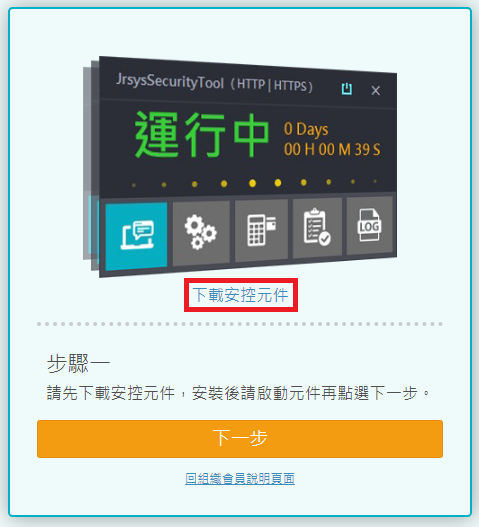 JrsysSecurityTool （HTTP | HTTPS）
運行中
0 Days
00 H 00 M 39 S
LOG
下載安控元件
步驟一
請先下載安控元件，安裝後請啟動元件再點選下一步。
下一步
回組織會員說明頁面